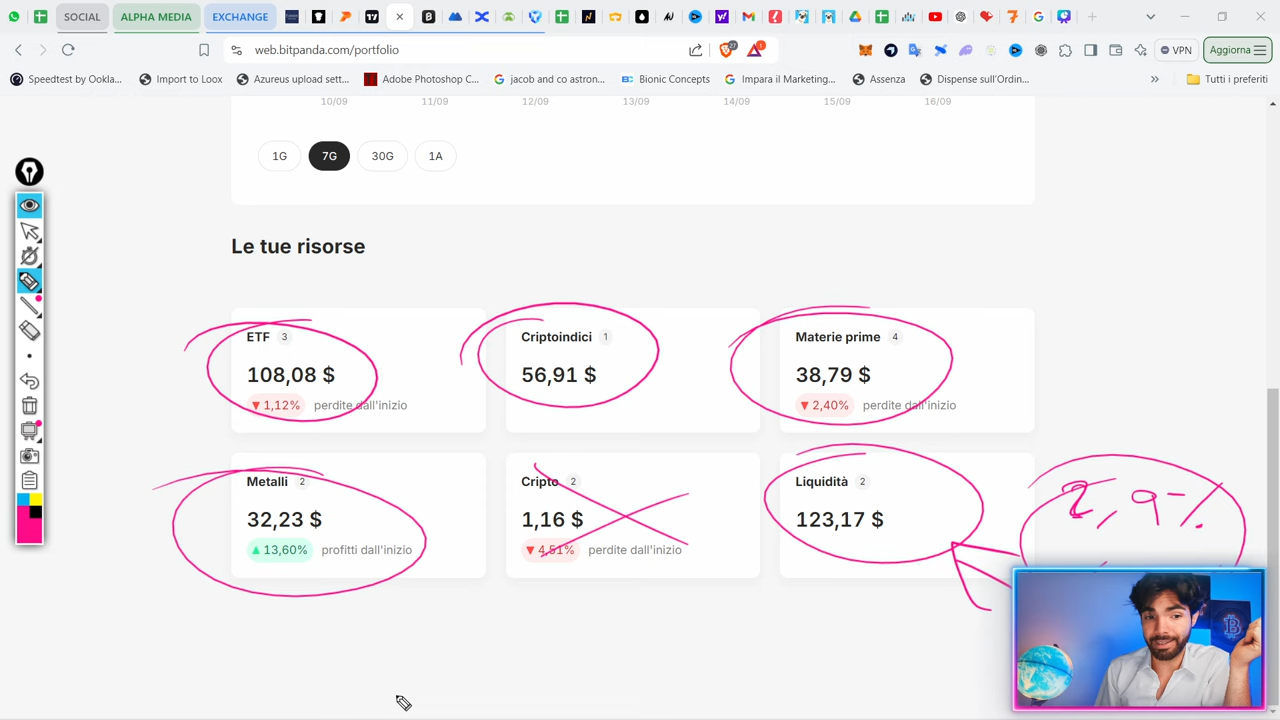 SOCIAL ALPHA MEDIA EXCHANGE
web.bitpanda.com/portfolio 27 1 VPN Aggiorna
Speedtest by Ookla... Import to Loox Azureus upload sett... Adobe Photoshop C... jacob and co astron... Bionic Concepts Impara il Marketing... Assenza Dispense sull'Ordin... » Tutti i preferiti
10/09 11/09 12/09 13/09 14/09 15/09 16/09
1G 7G 30G 1A
Le tue risorse
ETF 3
108,08 $
▼ 1,12% perdite dall'inizio
Criptoindici 1
56,91 $
Materie prime 4
38,79 $
▼ 2,40% perdite dall'inizio
Metalli 2
32,23 $
▲ 13,60% profitti dall'inizio
Cripto 2
1,16 $
▼ 4,51% perdite dall'inizio
Liquidità 2
123,17 $
2,9%